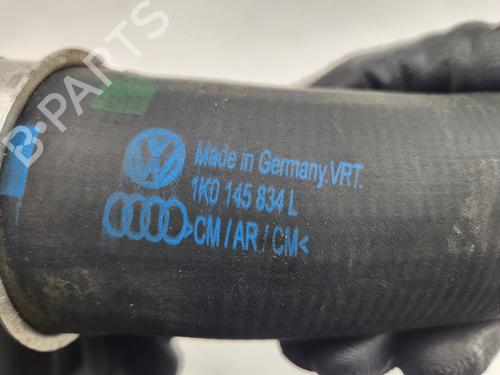 B-PARTS
Made in Germany.VRT.
1K0 145 834 L
>CM/AR/CM<